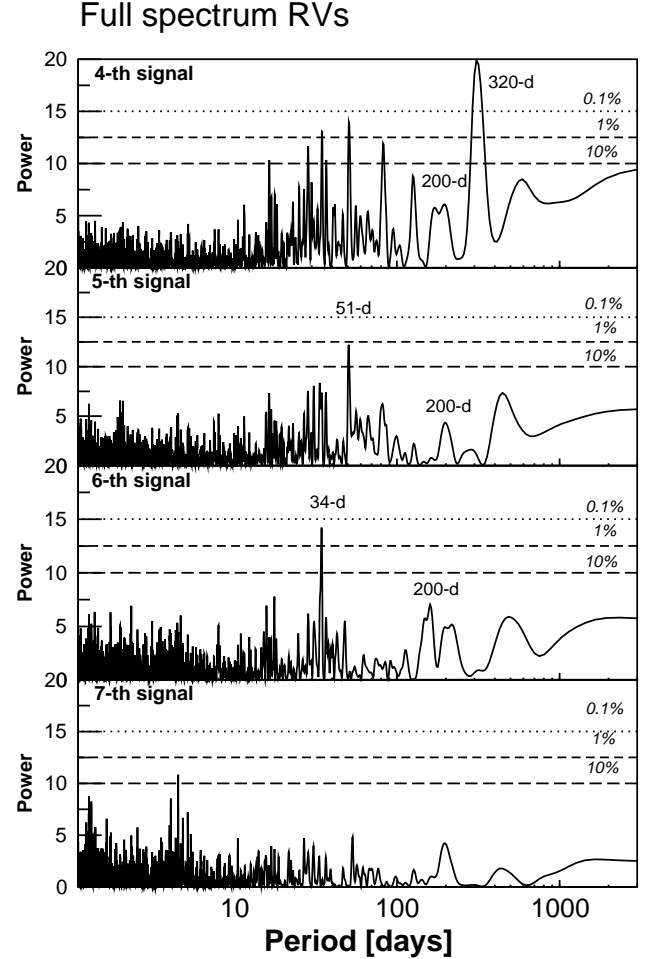 Full spectrum RVs
20
4-th signal
320-d
0.1%
15
1%
10%
10
200-d
5
Power
20
5-th signal
0.1%
51-d
15
1%
10%
10
200-d
5
Power
20
6-th signal
34-d
0.1%
15
1%
10%
10
200-d
5
Power
20
7-th signal
0.1%
15
1%
10%
10
5
0
Power
10
100
1000
Period [days]